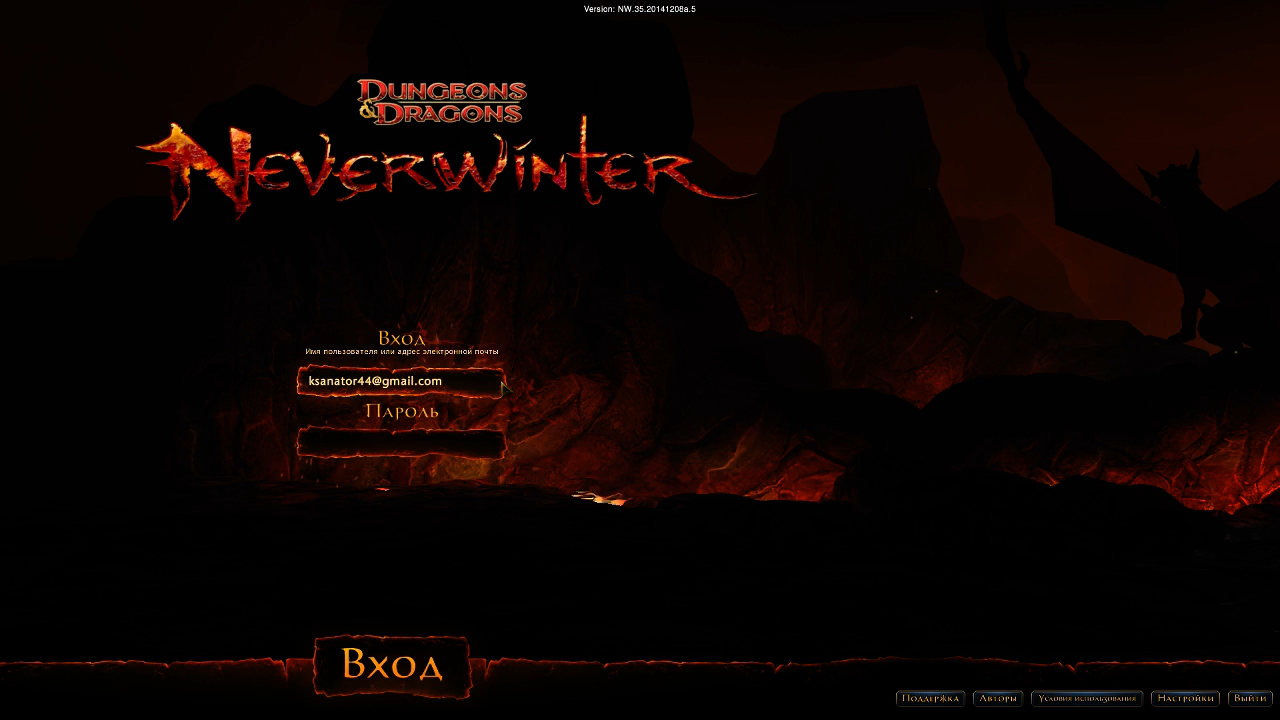 Version: NW.35.20141208a.5
DUNGEONS
& DRAGONS
NEVERWINTER
Вход
Имя пользователя или адрес электронной почты
ksanator44@gmail.com
Пароль
Вход
Поддержка Авторы Условия использования Настройки Выйти